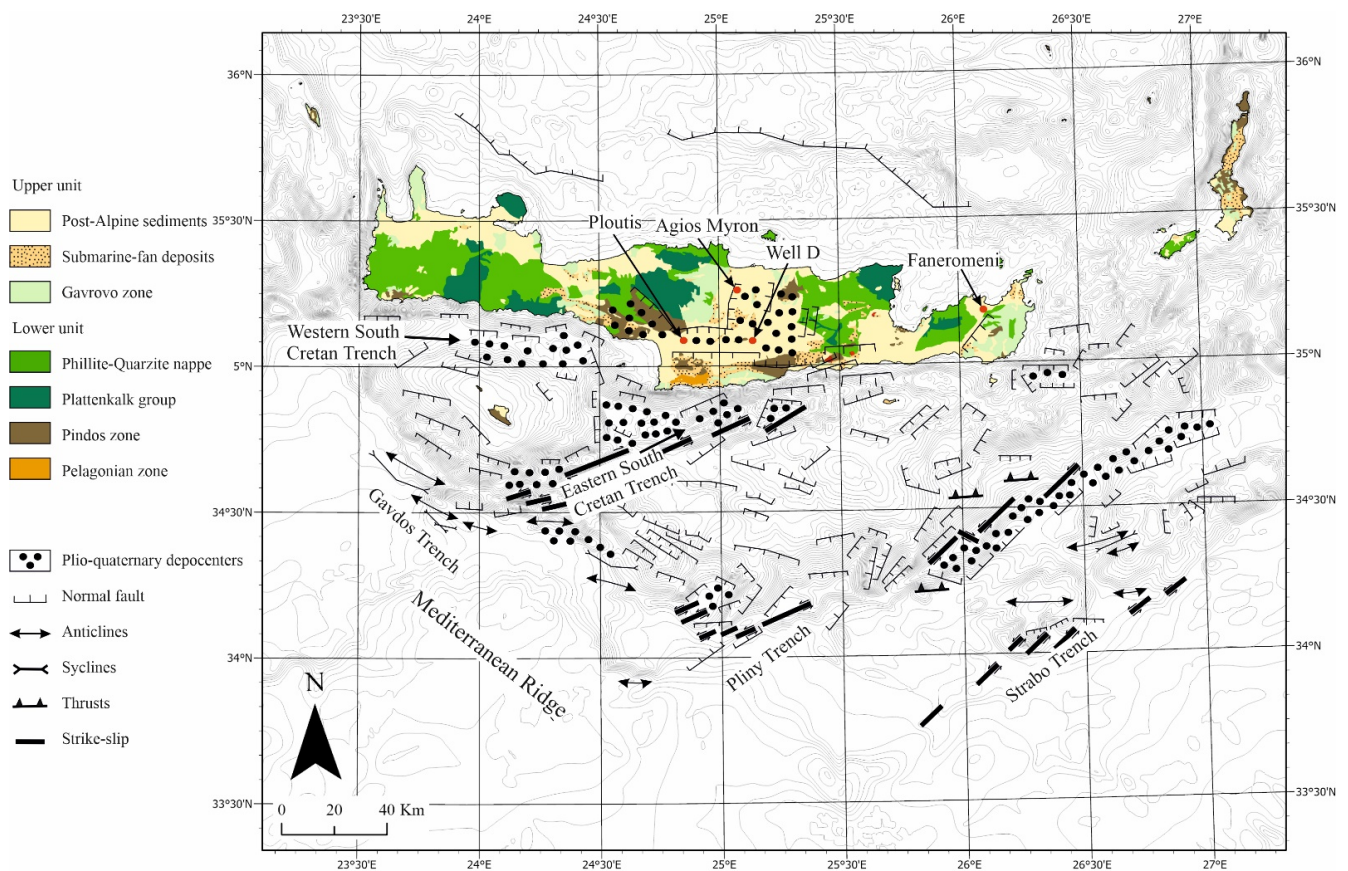 23°30'E 24°E 24°30'E 25°E 25°30'E 26°E 26°30'E 27°E
36°N
36°N
35°30'N
35°30'N
35°N
35°N
34°30'N
34°30'N
34°N
34°N
33°30'N
33°30'N
Upper unit
Post-Alpine sediments
Submarine-fan deposits
Gavrovo zone
Lower unit
Phillite-Quarzite nappe
Plattenkalk group
Pindos zone
Pelagonian zone
Plio-quaternary depocenters
Normal fault
Anticlines
Syclines
Thrusts
Strike-slip
Ploutis
Agios Myron
Well D
Faneromeni
Western South
Cretan Trench
Eastern South
Cretan Trench
Gavdos Trench
Mediterranean Ridge
Pliny Trench
Strabo Trench
N
0 20 40 Km
23°30'E 24°E 24°30'E 25°E 25°30'E 26°E 26°30'E 27°E